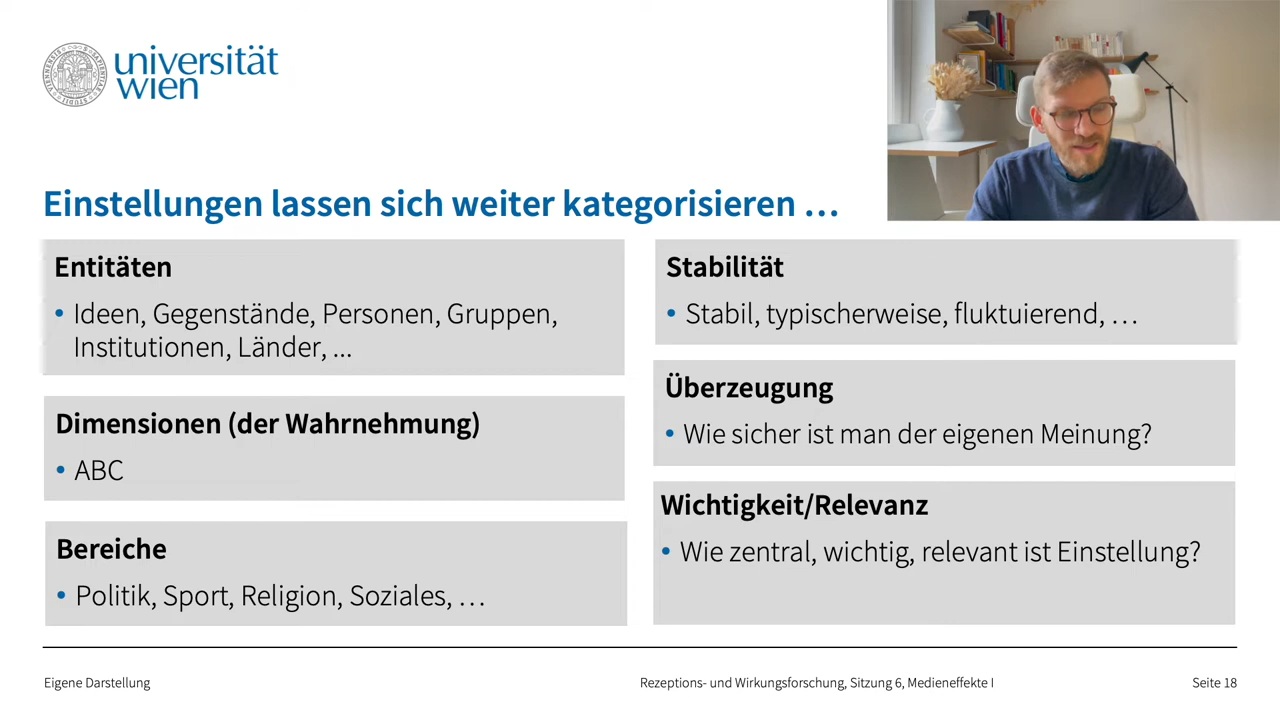 universität
wien
Einstellungen lassen sich weiter kategorisieren …
Entitäten
• Ideen, Gegenstände, Personen, Gruppen,
Institutionen, Länder, ...
Dimensionen (der Wahrnehmung)
• ABC
Bereiche
• Politik, Sport, Religion, Soziales, …
Stabilität
• Stabil, typischerweise, fluktuierend, …
Überzeugung
• Wie sicher ist man der eigenen Meinung?
Wichtigkeit/Relevanz
• Wie zentral, wichtig, relevant ist Einstellung?
Eigene Darstellung
Rezeptions- und Wirkungsforschung, Sitzung 6, Medieneffekte I
Seite 18